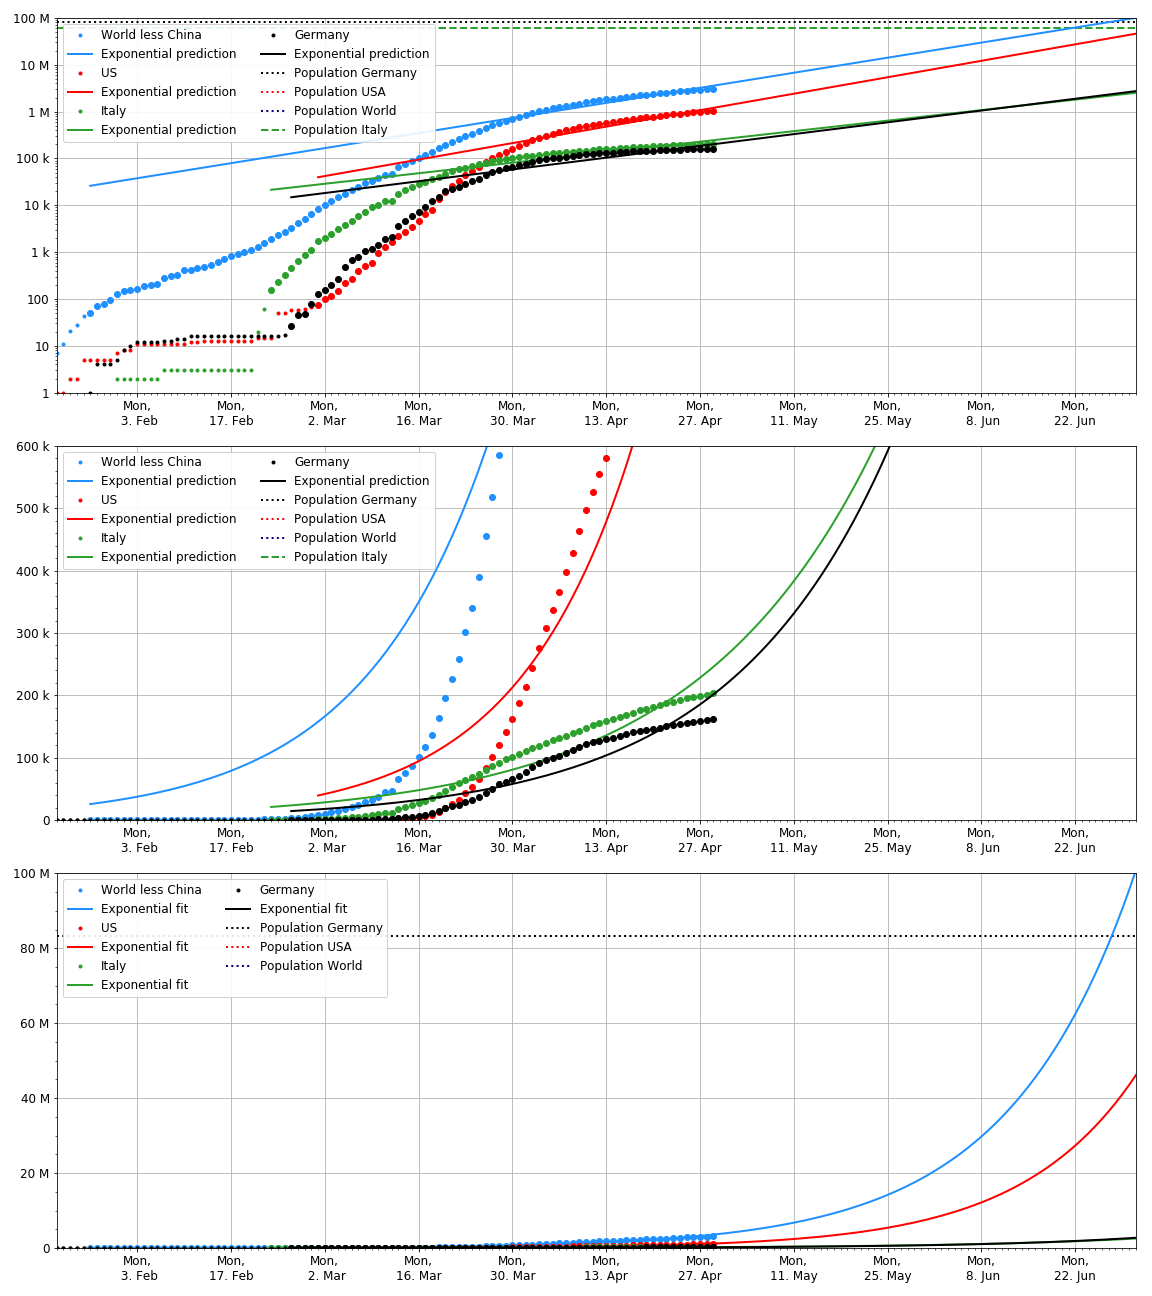 100 M
10 M
1 M
100 k
10 k
1 k
100
10
1
World less China
Exponential prediction
US
Exponential prediction
Italy
Exponential prediction
Germany
Exponential prediction
Population Germany
Population USA
Population World
Population Italy
Mon,
3. Feb
Mon,
17. Feb
Mon,
2. Mar
Mon,
16. Mar
Mon,
30. Mar
Mon,
13. Apr
Mon,
27. Apr
Mon,
11. May
Mon,
25. May
Mon,
8. Jun
Mon,
22. Jun
600 k
500 k
400 k
300 k
200 k
100 k
0
World less China
Exponential prediction
US
Exponential prediction
Italy
Exponential prediction
Germany
Exponential prediction
Population Germany
Population USA
Population World
Population Italy
Mon,
3. Feb
Mon,
17. Feb
Mon,
2. Mar
Mon,
16. Mar
Mon,
30. Mar
Mon,
13. Apr
Mon,
27. Apr
Mon,
11. May
Mon,
25. May
Mon,
8. Jun
Mon,
22. Jun
100 M
80 M
60 M
40 M
20 M
0
World less China
Exponential fit
US
Exponential fit
Italy
Exponential fit
Germany
Exponential fit
Population Germany
Population USA
Population World
Mon,
3. Feb
Mon,
17. Feb
Mon,
2. Mar
Mon,
16. Mar
Mon,
30. Mar
Mon,
13. Apr
Mon,
27. Apr
Mon,
11. May
Mon,
25. May
Mon,
8. Jun
Mon,
22. Jun